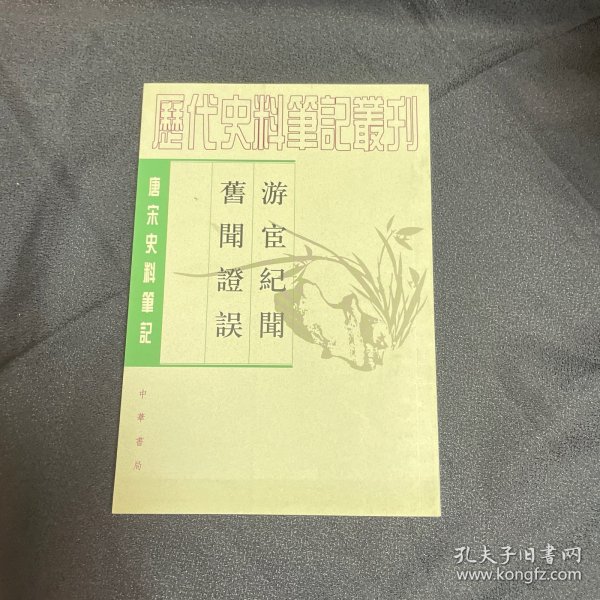 歷代史料筆記叢刊
唐宋史料筆記
游宦紀聞
舊聞證誤
中華書局
孔夫子旧书网
www.kongfz.com